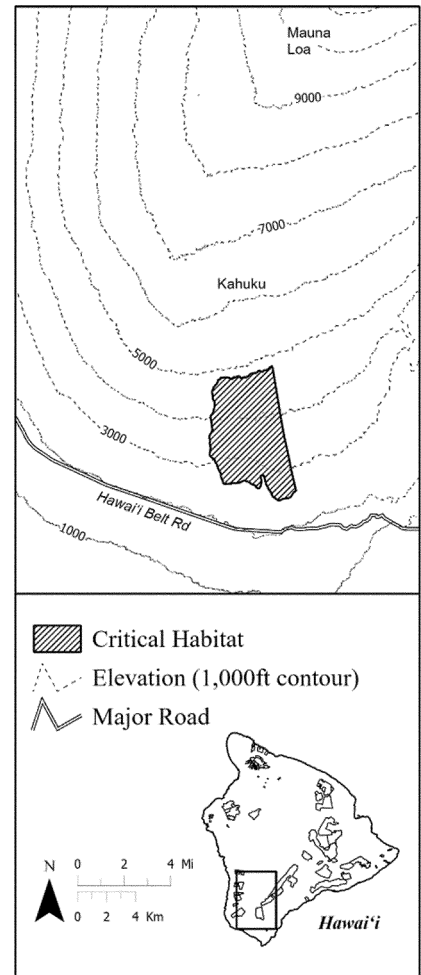 Mauna
Loa
9000
7000
Kahuku
5000
3000
Hawai‘i Belt Rd
1000
Critical Habitat
Elevation (1,000ft contour)
Major Road
N
0 2 4 Mi
0 2 4 Km
Hawai‘i